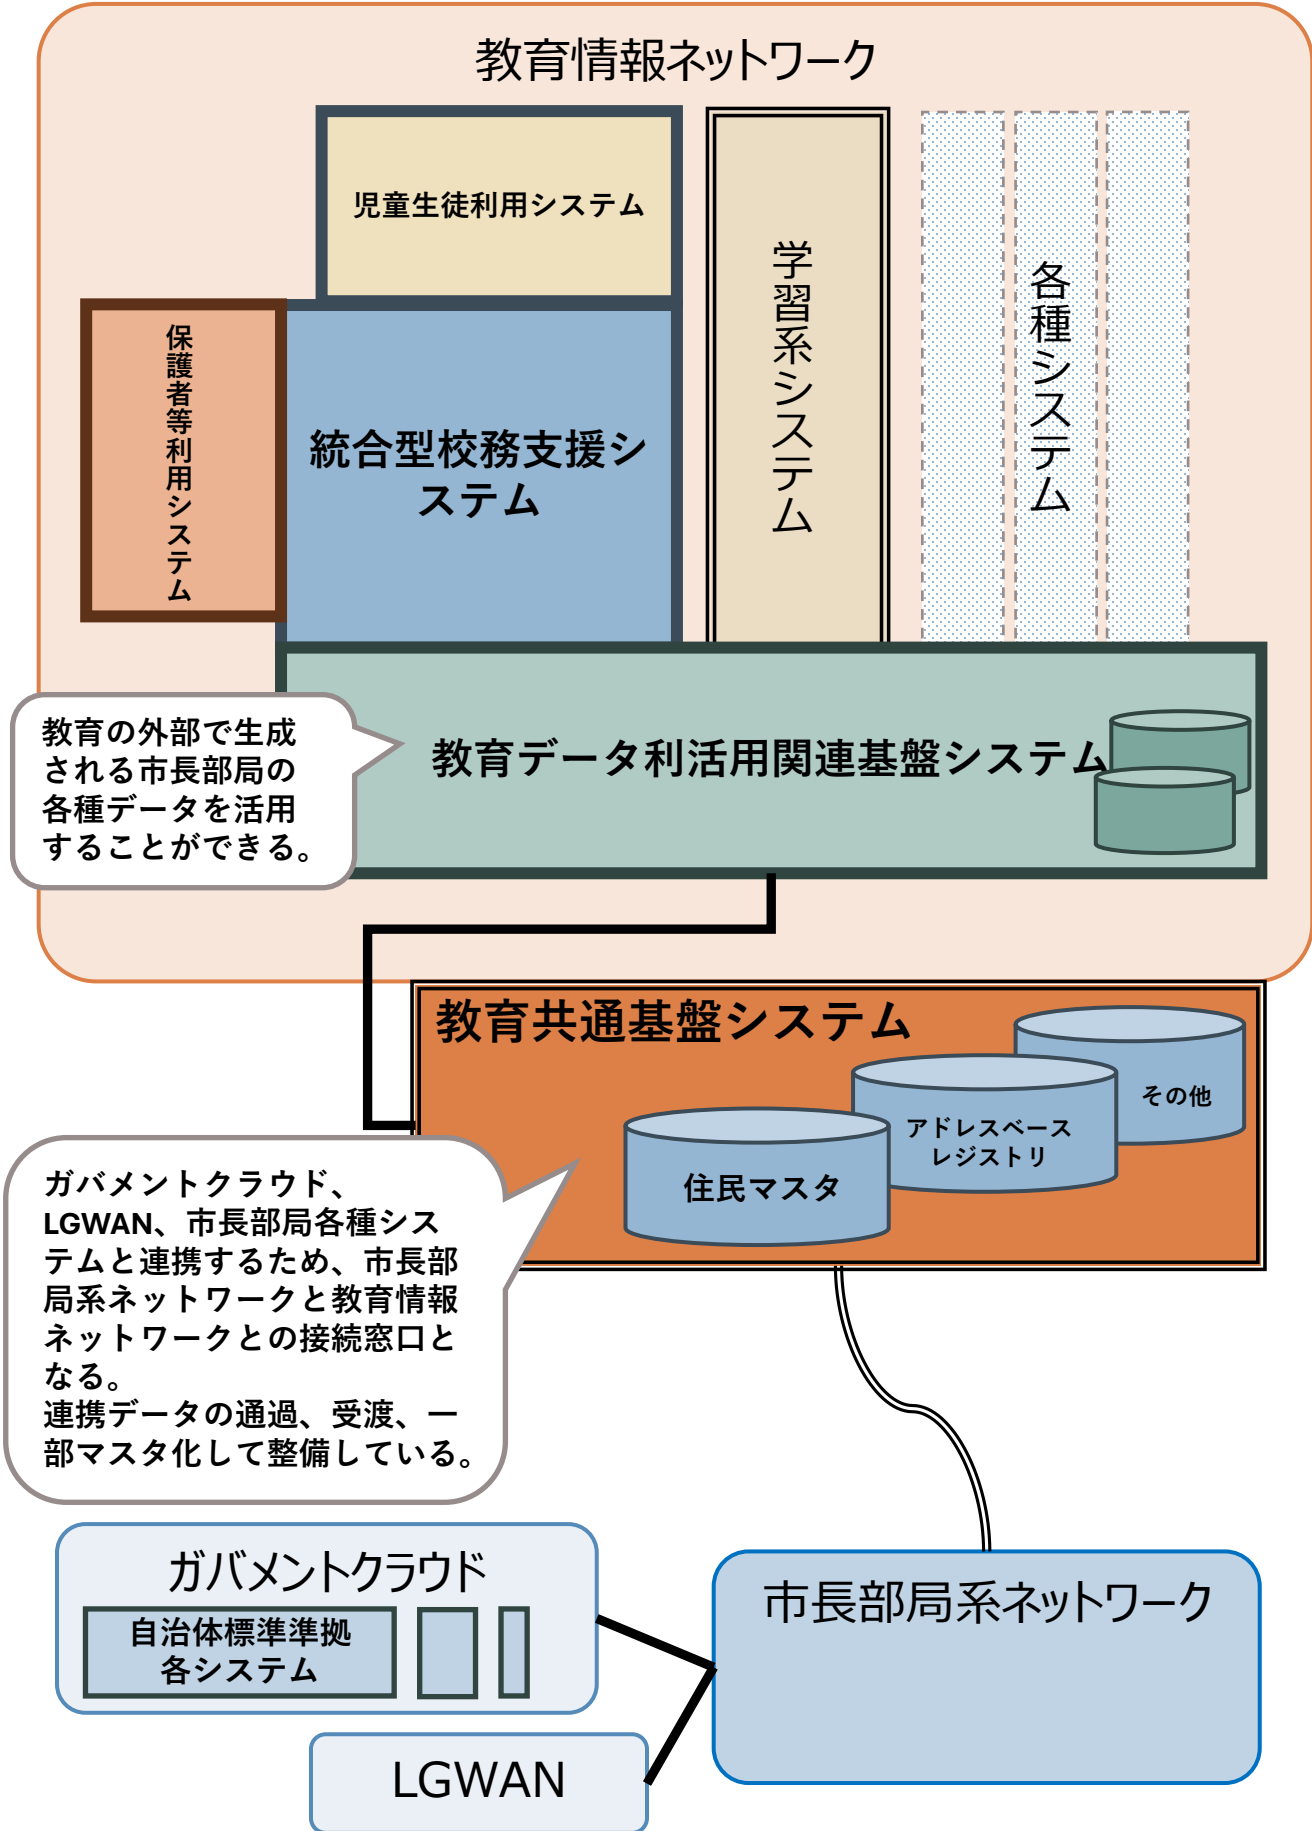 教育情報ネットワーク
児童生徒利用システム
学習系システム
各種システム
保護者等利用システム
統合型校務支援シ
ステム
教育の外部で生成
される市長部局の
各種データを活用
することができる。
教育データ利活用関連基盤システム
教育共通基盤システム
その他
アドレスベース
レジストリ
住民マスタ
ガバメントクラウド、
LGWAN、市長部局各種シス
テムと連携するため、市長部
局系ネットワークと教育情報
ネットワークとの接続窓口と
なる。
連携データの通過、受渡、一
部マスタ化して整備している。
ガバメントクラウド
自治体標準準拠
各システム
市長部局系ネットワーク
LGWAN